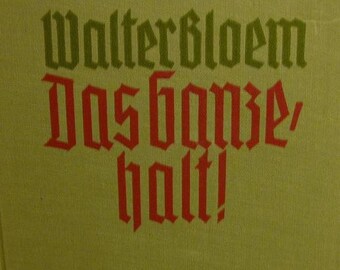 Walter Bloem
Das Ganze,
halt!